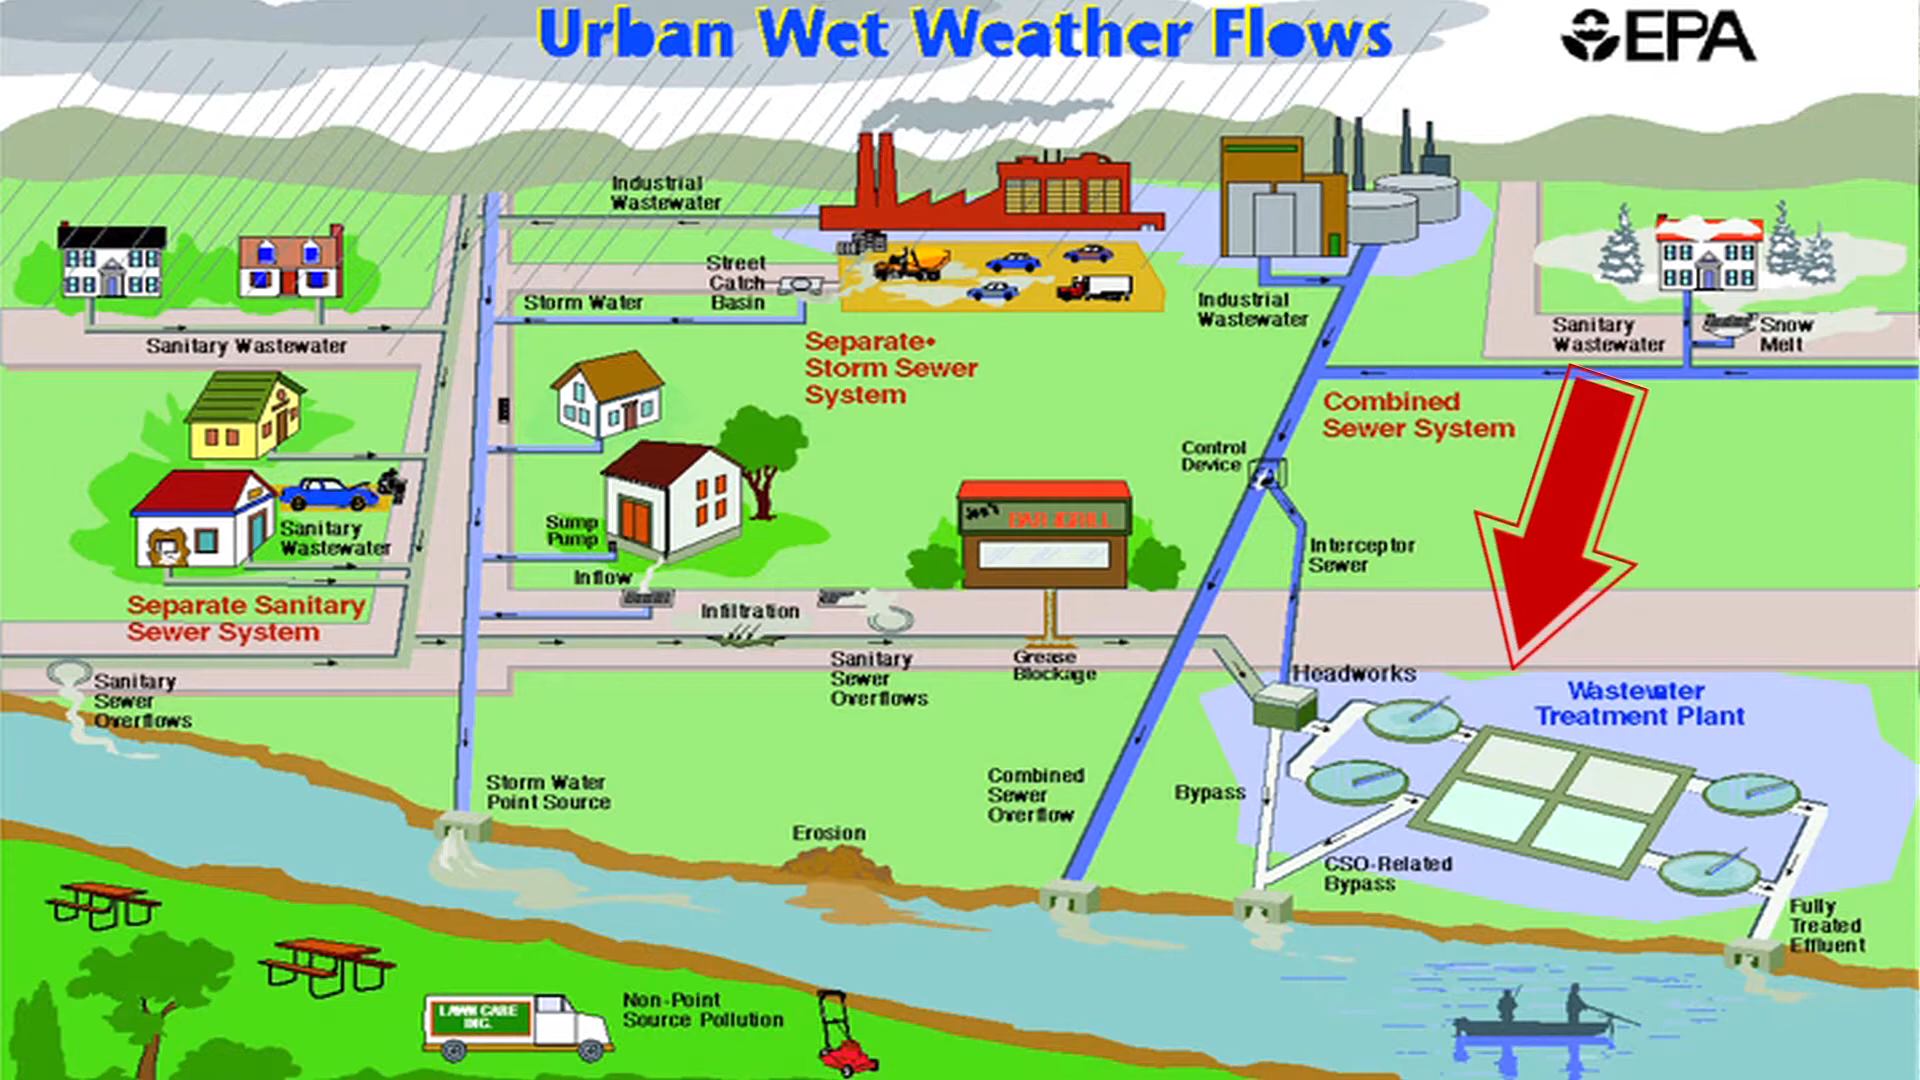 Urban Wet Weather Flows
EPA
Industrial
Wastewater
Street
Catch
Basin
Storm Water
Sanitary Wastewater
Separate•
Storm Sewer
System
Industrial
Wastewater
Sanitary
Wastewater
Snow
Melt
Combined
Sewer System
Control
Device
Sanitary
Wastewater
Sump
Pump
Inflow
BAR
Interceptor
Sewer
Separate Sanitary
Sewer System
Infiltration
Sanitary
Sewer
Overflows
Grease
Blockage
Headworks
Sanitary
Sewer
Overflows
Wastewater
Treatment Plant
Storm Water
Point Source
Combined
Sewer
Overflow
Bypass
Erosion
CSO-Related
Bypass
Fully
Treated
Effluent
LAWN CARE
INC.
Non-Point
Source Pollution